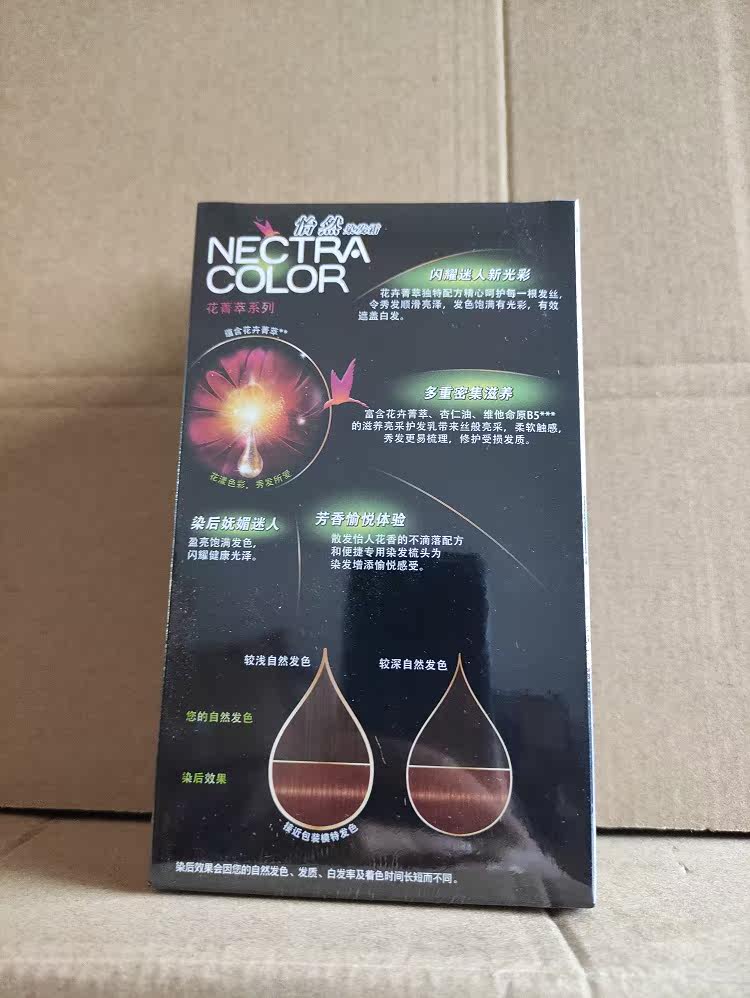 怡然 染发霜
NECTRA
COLOR
花菁萃系列
蕴含花卉菁萃**
花漾色彩，秀发所爱
闪耀迷人新光彩
花卉菁萃独特配方精心呵护每一根发丝，
令秀发顺滑亮泽，发色饱满有光彩，有效
遮盖白发。
多重密集滋养
富含花卉菁萃、杏仁油、维他命原B5***
的滋养亮采护发乳带来丝般亮采，柔软触感，
秀发更易梳理，修护受损发质。
染后妩媚迷人
盈亮饱满发色，
闪耀健康光泽。
芳香愉悦体验
散发怡人花香的不滴落配方
和便捷专用染发梳头为
染发增添愉悦感受。
较浅自然发色
较深自然发色
您的自然发色
染后效果
接近包装模特发色
染后效果会因您的自然发色、发质、白发率及着色时间长短而不同。